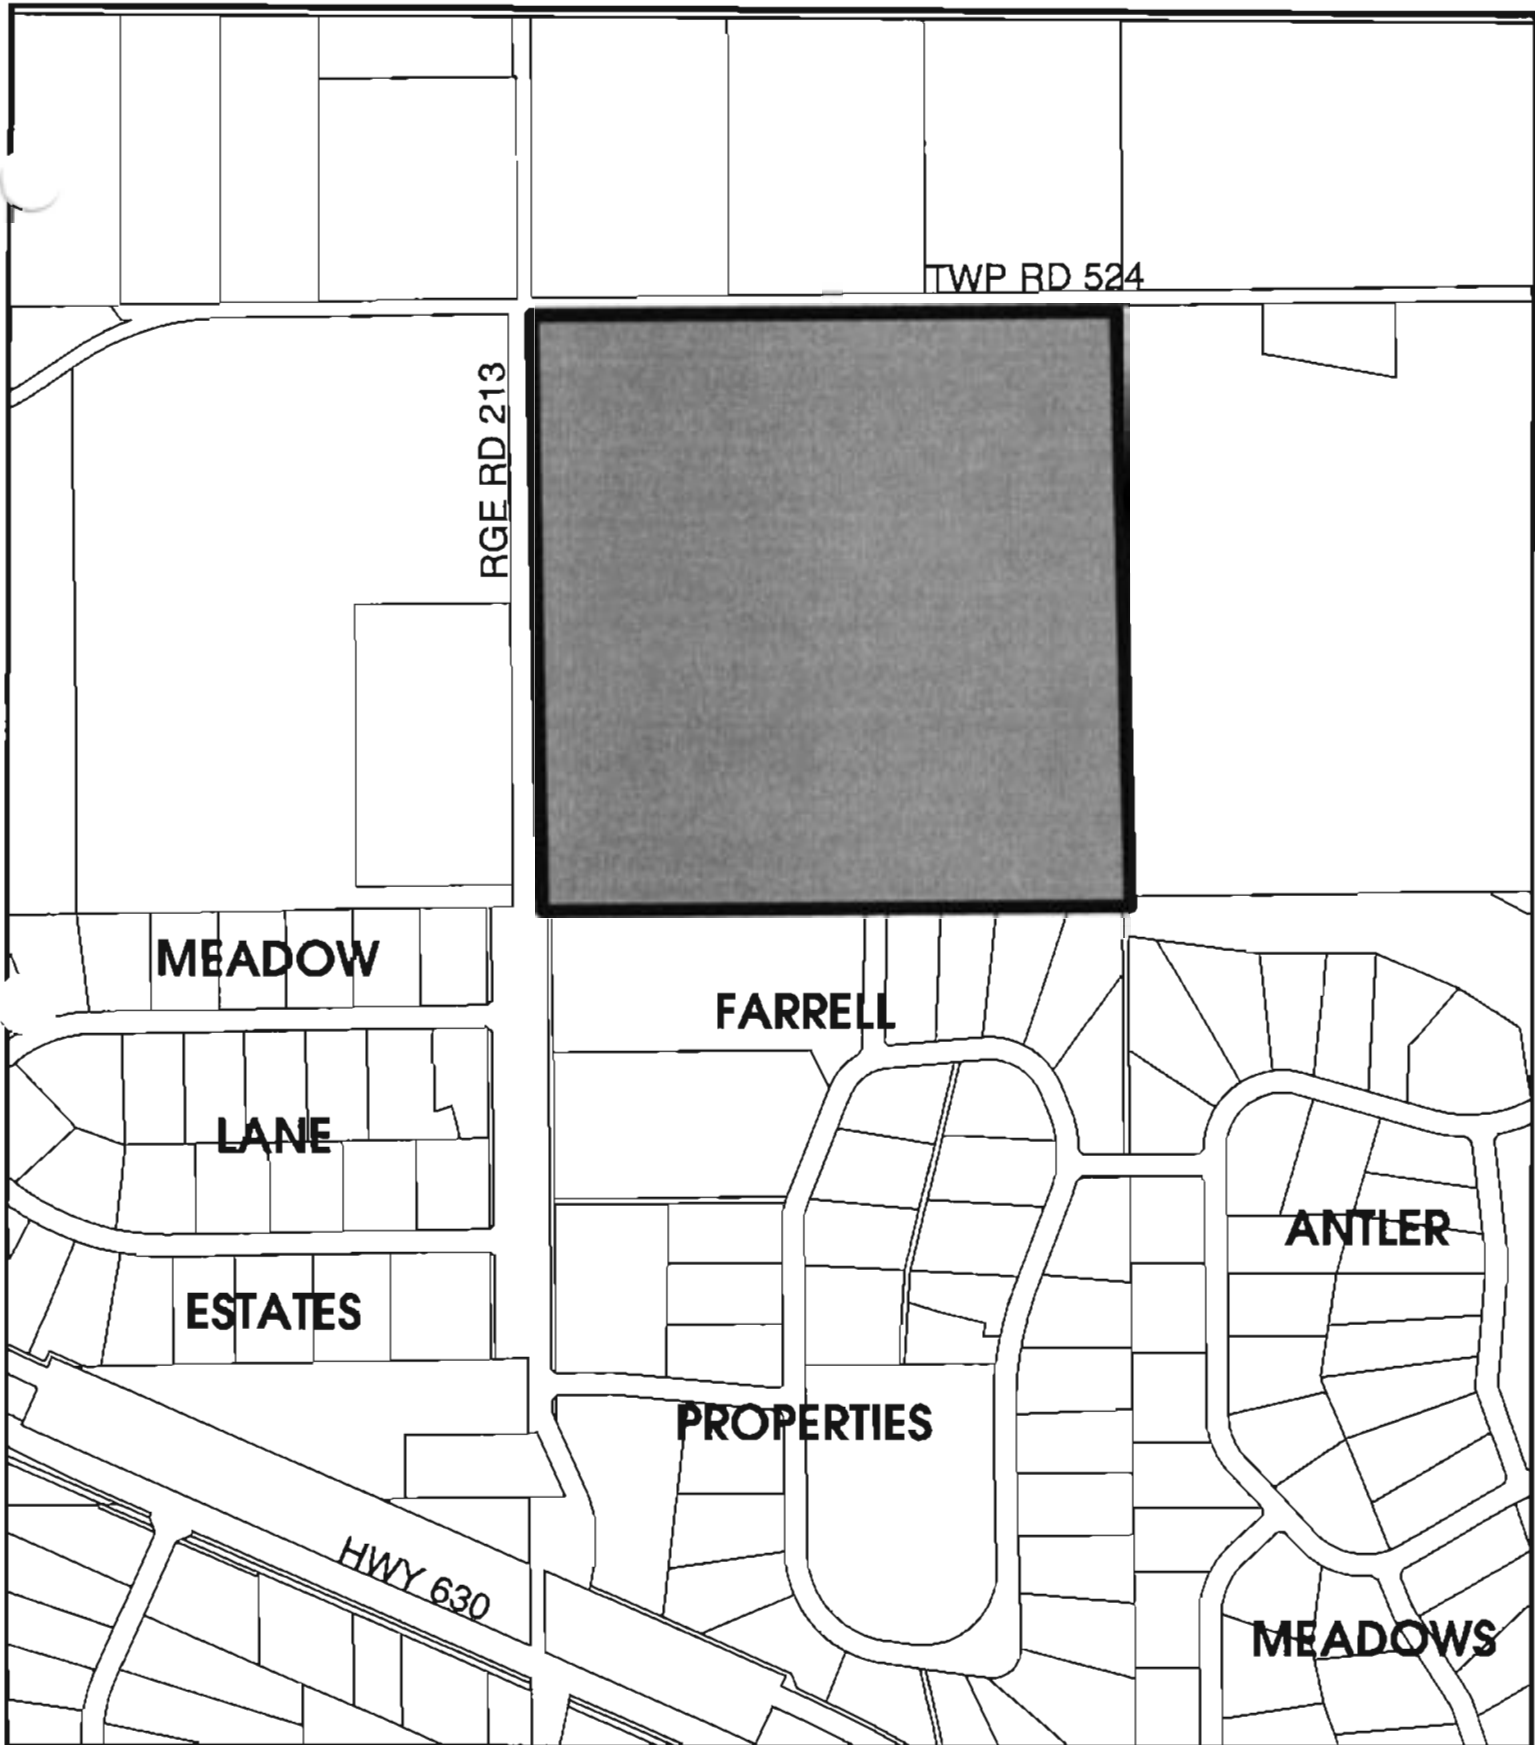 TWP RD 524
RGE RD 213
MEADOW
LANE
ESTATES
FARRELL
PROPERTIES
ANTLER
MEADOWS
HWY 630